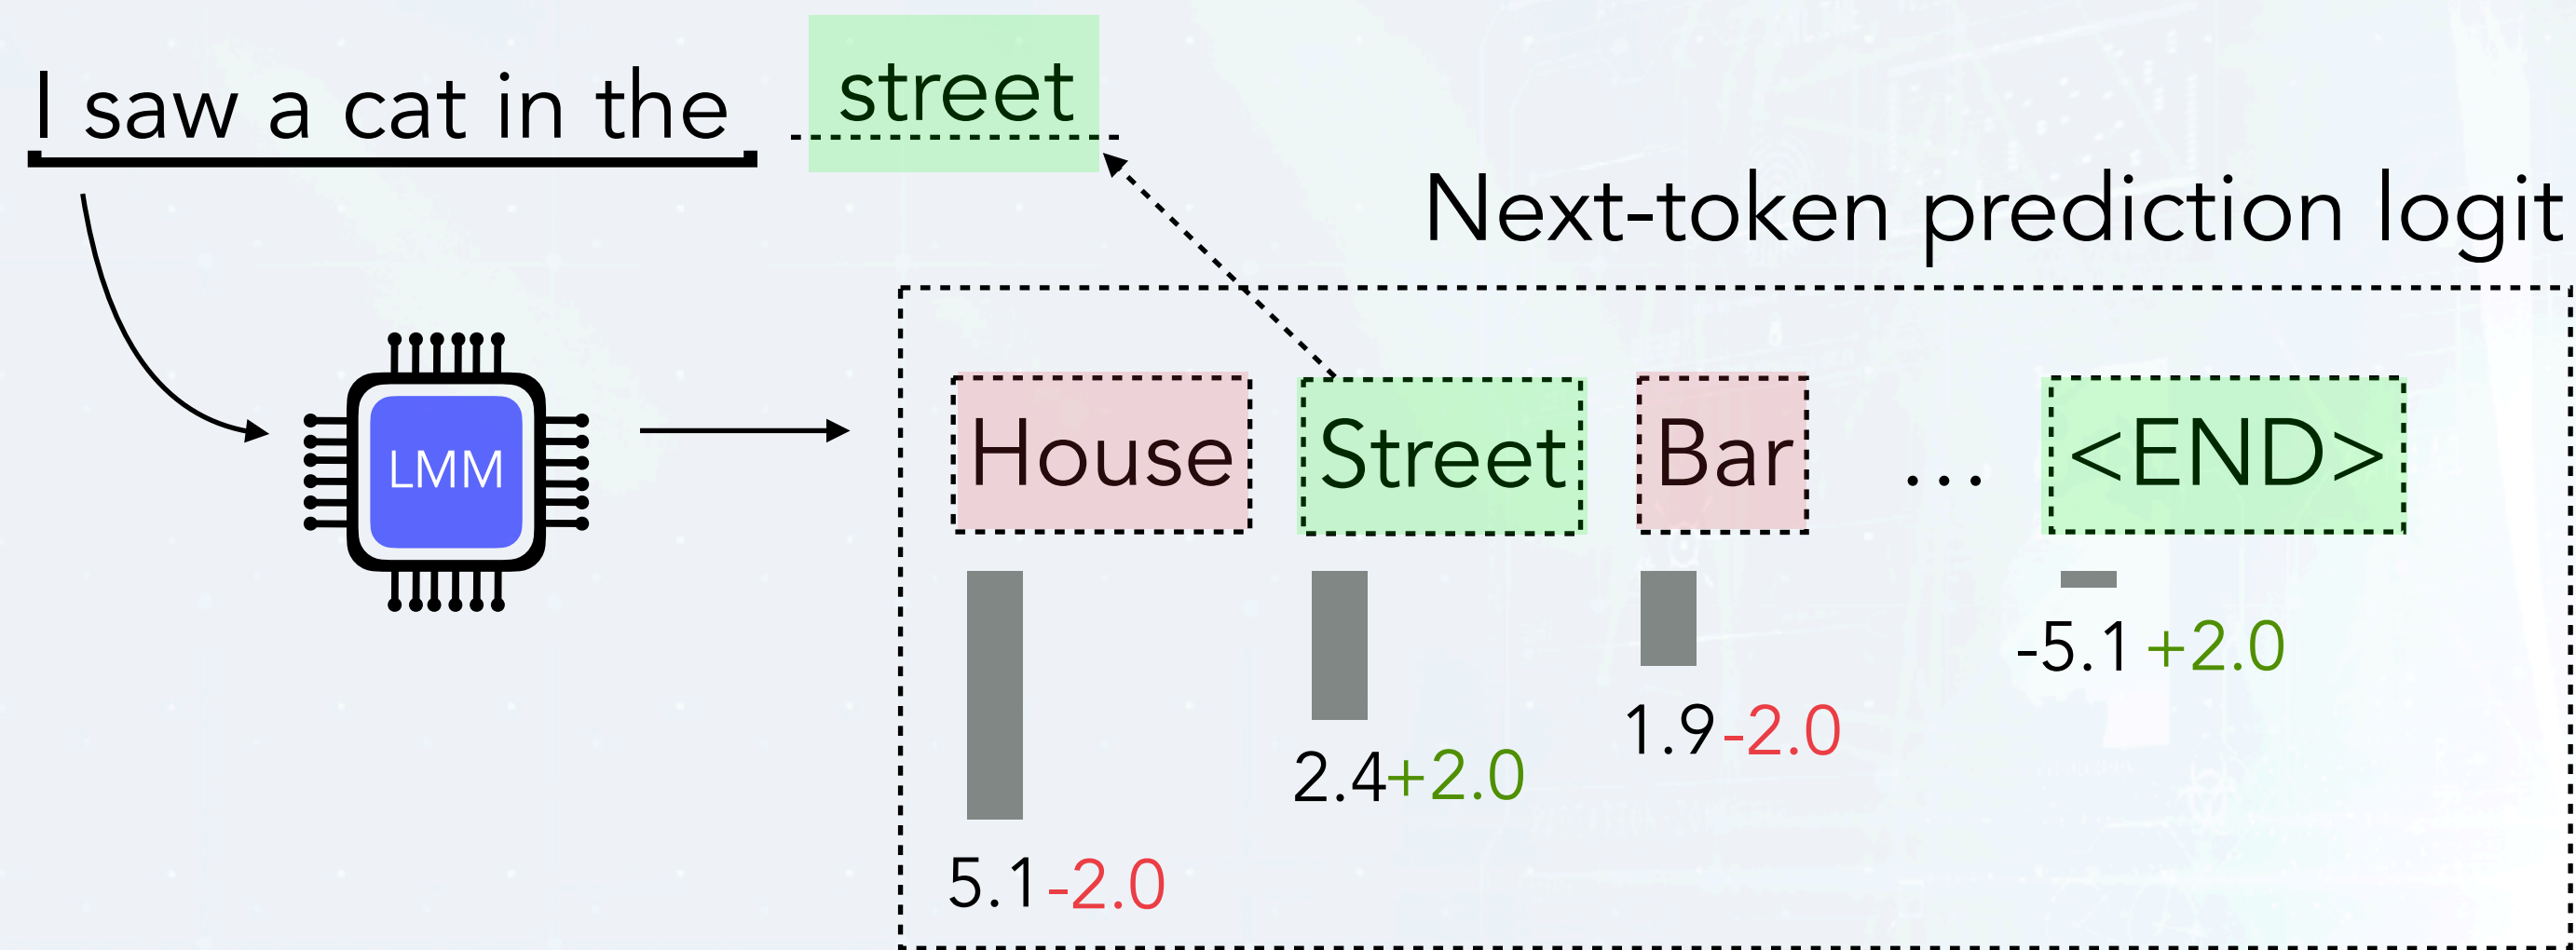 I saw a cat in the street
Next-token prediction logit
LMM
House Street Bar ... <END>
-5.1 +2.0
1.9 -2.0
2.4+2.0
5.1 -2.0